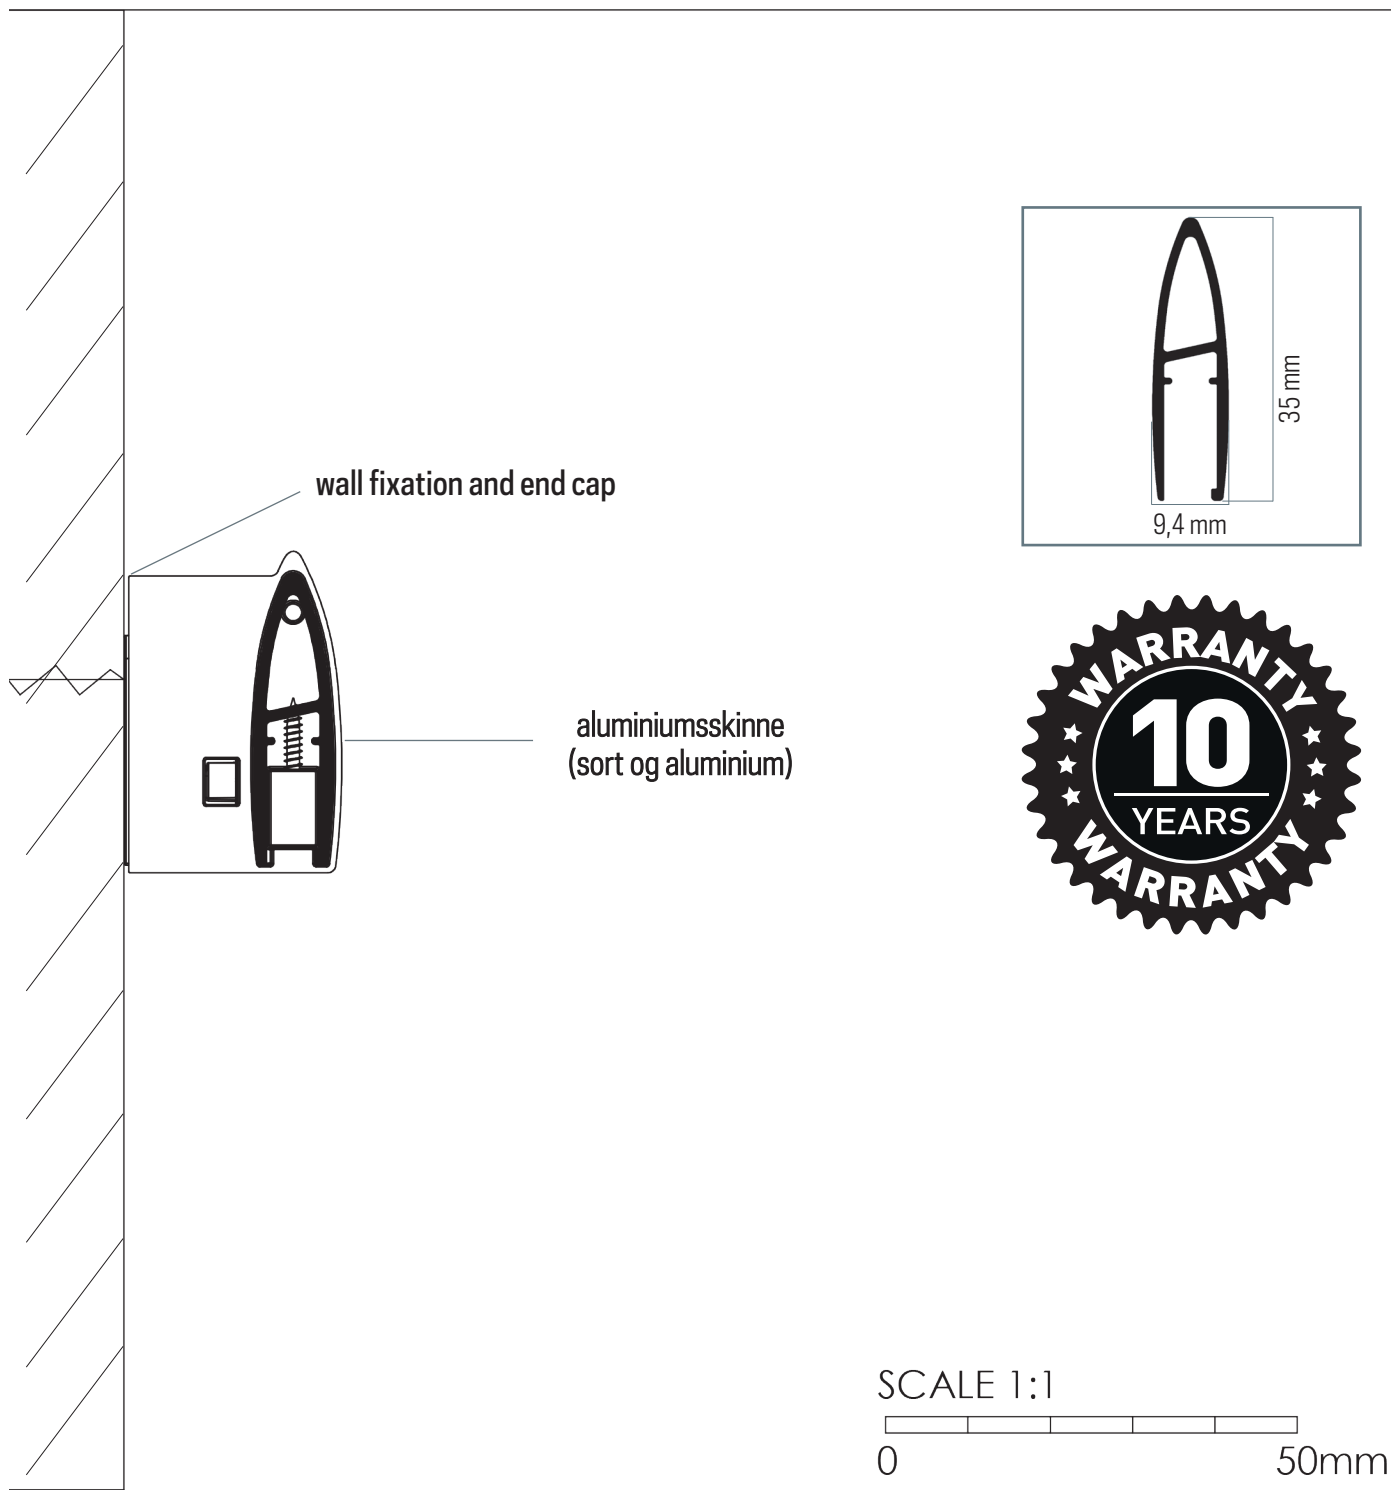 35 mm
9,4 mm
wall fixation and end cap
aluminiumsskinne
(sort og aluminium)
WARRANTY
10
YEARS
WARRANTY
SCALE 1:1
0
50mm